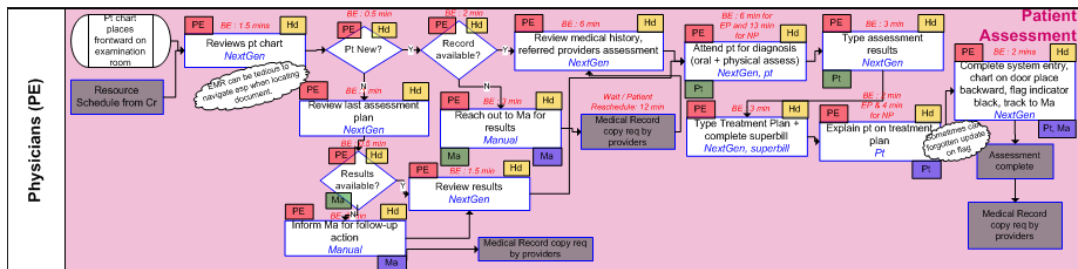 Physicians (PE)
Patient
Assessment
Pt chart
places
frontward on
examination
room
Resource
Schedule from Cr
PE
Hd
BE : 1.5 mins
Reviews pt chart
NextGen
EMR can be tedious to
navigate esp when locating
document.
BE : 0.5 min
PE
Hd
Pt New?
Y
N
BE : 2 min
PE
Hd
Record
available?
Y
N
PE
Hd
BE : 6 min
Review medical history,
referred providers assessment
NextGen
PE
Hd
BE : 6 min for
EP and 13 min
for NP
Attend pt for diagnosis
(oral + physical assess)
NextGen, pt
Pt
PE
Hd
BE : 3 min
Type assessment
results
NextGen
Pt
PE
Hd
BE : 2 mins
Complete system entry,
chart on door place
backward, flag indicator
black, track to Ma
NextGen
Pt, Ma
PE
Hd
Review last assessment
plan
NextGen
PE
Hd
Reach out to Ma for
results
Manual
Ma
Ma
Wait / Patient
Reschedule: 12 min
Medical Record
copy req by
providers
PE
Hd
Type Treatment Plan +
complete superbill
NextGen, superbill
PE
Hd
EP & 4 min
for NP
Explain pt on treatment
plan
Pt
Pt
Sometimes can
forgotten update
on flag
Assessment
complete
Medical Record
copy req by
providers
PE
Hd
Results
available?
Y
N
Ma
PE
Hd
BE : 1.5 min
Review results
NextGen
PE
Hd
Inform Ma for follow-up
action
Manual
Ma
Medical Record copy req
by providers